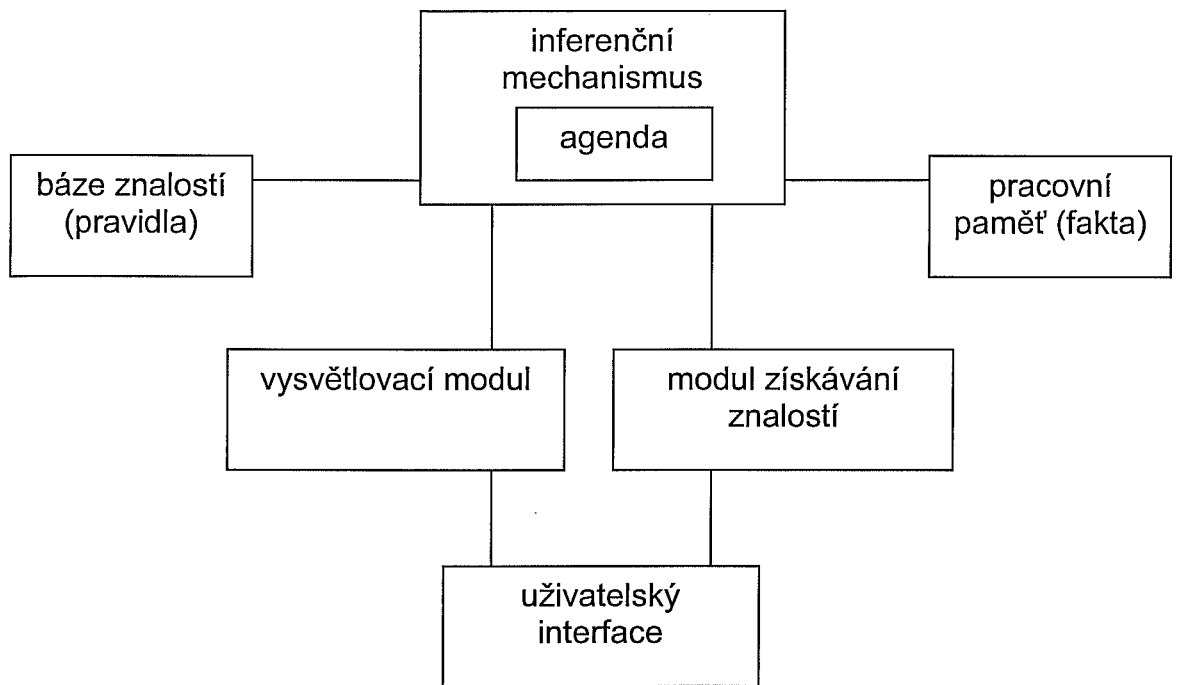 inferenční
mechanismus
agenda
báze znalostí
(pravidla)
pracovní
paměť (fakta)
vysvětlovací modul
modul získávání
znalostí
uživatelský
interface